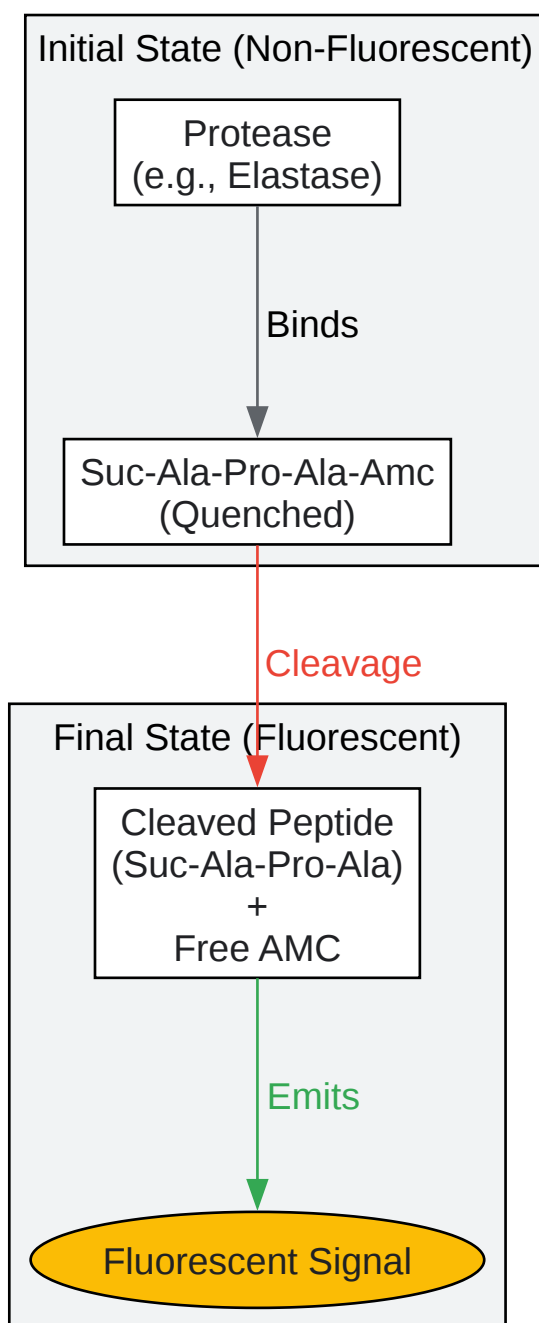 Initial State (Non-Fluorescent)
Protease
(e.g., Elastase)
Binds
Suc-Ala-Pro-Ala-Amc
(Quenched)
Cleavage
Final State (Fluorescent)
Cleaved Peptide
(Suc-Ala-Pro-Ala)
+
Free AMC
Emits
Fluorescent Signal